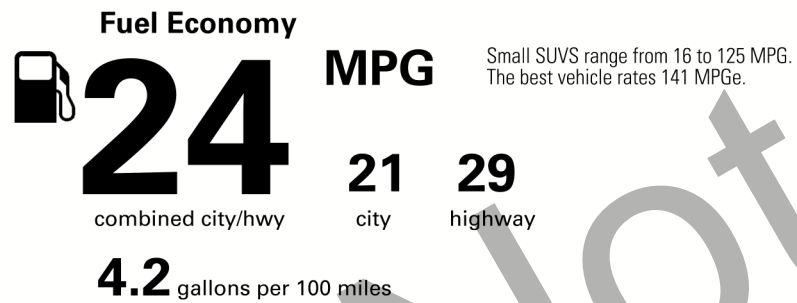 Fuel Economy
24
MPG
Small SUVS range from 16 to 125 MPG.
The best vehicle rates 141 MPGe.
21 29
combined city/hwy city highway
4.2 gallons per 100 miles
Not